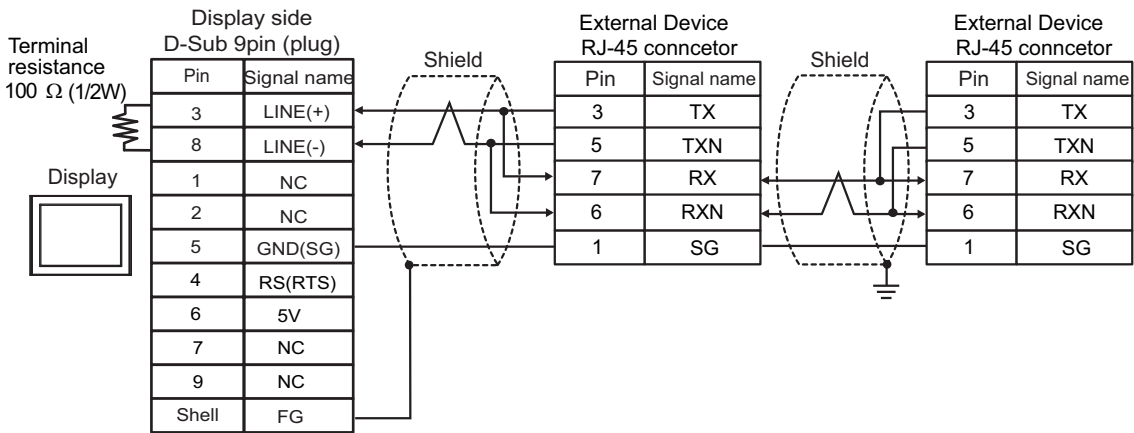 Terminal
resistance
100 Ω (1/2W)
Display
Display side
D-Sub 9pin (plug)
Pin Signal name
3 LINE(+)
8 LINE(-)
1 NC
2 NC
5 GND(SG)
4 RS(RTS)
6 5V
7 NC
9 NC
Shell FG
Shield
External Device
RJ-45 conncetor
Pin Signal name
3 TX
5 TXN
7 RX
6 RXN
1 SG
Shield
External Device
RJ-45 conncetor
Pin Signal name
3 TX
5 TXN
7 RX
6 RXN
1 SG